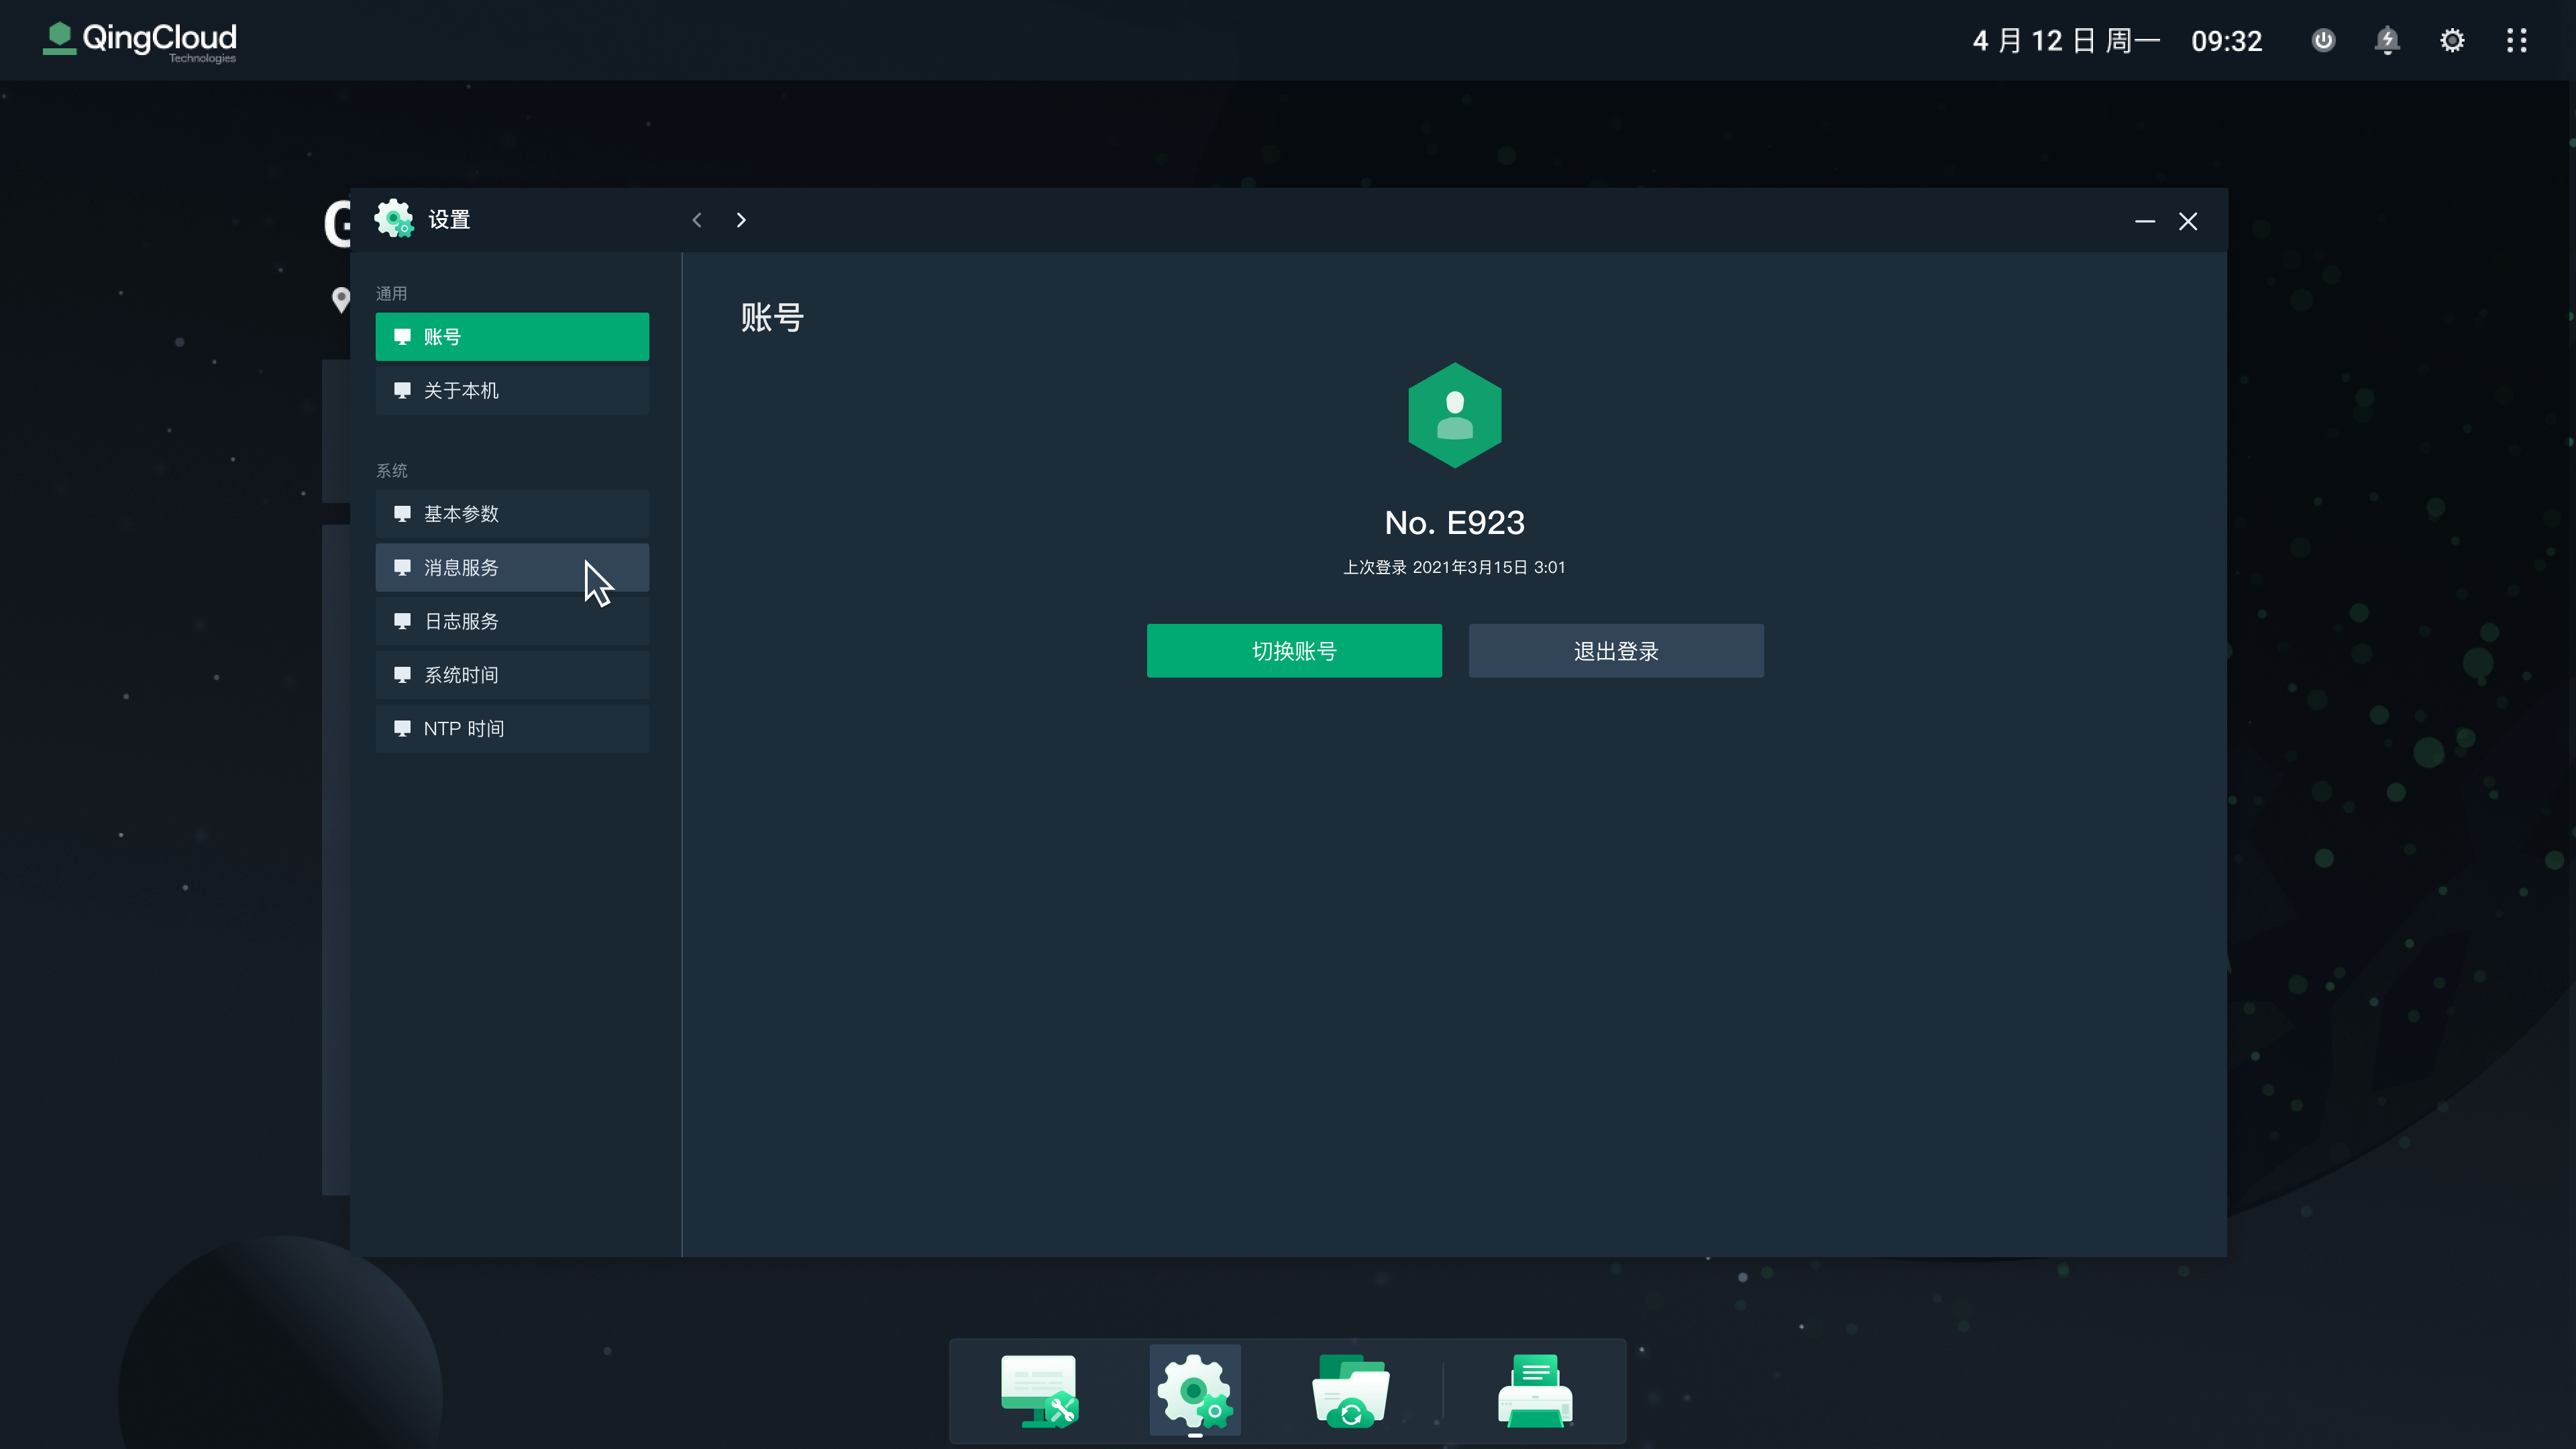 QingCloud
Technologies
4 月 12 日 周一 09:32
G
设置
通用
账号
关于本机
系统
基本参数
消息服务
日志服务
系统时间
NTP 时间
账号
No. E923
上次登录 2021年3月15日 3:01
切换账号 退出登录